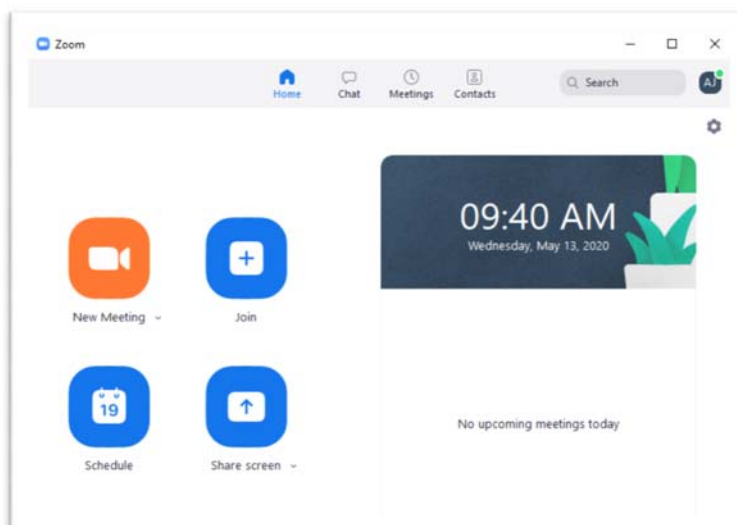 Zoom
Home
Chat
Meetings
Contacts
Search
AJ
09:40 AM
Wednesday, May 13, 2020
New Meeting
Join
19
Schedule
Share screen
No upcoming meetings today